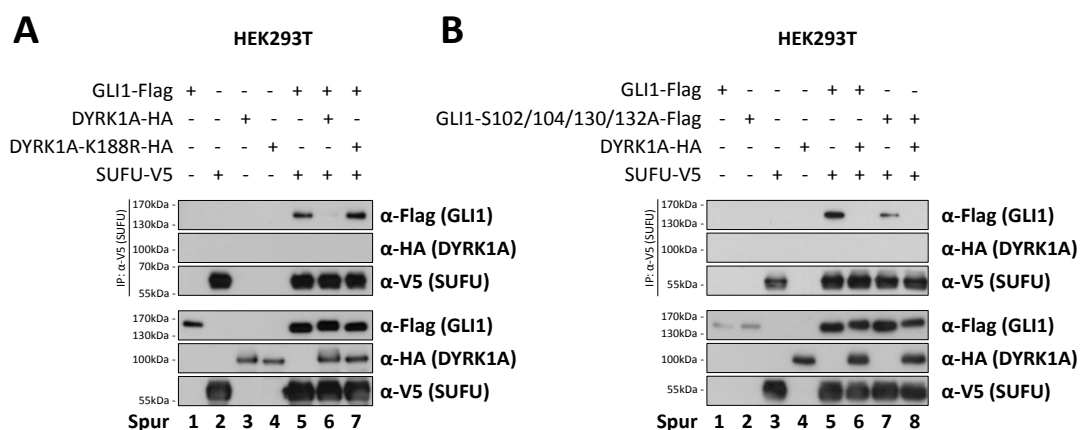 A
HEK293T
GLI1-Flag + - - - + + +
DYRK1A-HA - - + - - + -
DYRK1A-K188R-HA - - - + - - +
SUFU-V5 - + - - + + +
IP: α-V5 (SUFU)
170kDa -
130kDa -
α-Flag (GLI1)
100kDa -
α-HA (DYRK1A)
70kDa -
55kDa -
α-V5 (SUFU)
170kDa -
130kDa -
α-Flag (GLI1)
100kDa -
α-HA (DYRK1A)
55kDa -
α-V5 (SUFU)
Spur 1 2 3 4 5 6 7
B
HEK293T
GLI1-Flag + - - - + + - -
GLI1-S102/104/130/132A-Flag - + - - - - + +
DYRK1A-HA - - - + - + - +
SUFU-V5 - - + - + + + +
IP: α-V5 (SUFU)
170kDa -
130kDa -
α-Flag (GLI1)
100kDa -
α-HA (DYRK1A)
55kDa -
α-V5 (SUFU)
170kDa -
130kDa -
α-Flag (GLI1)
100kDa -
α-HA (DYRK1A)
55kDa -
α-V5 (SUFU)
Spur 1 2 3 4 5 6 7 8